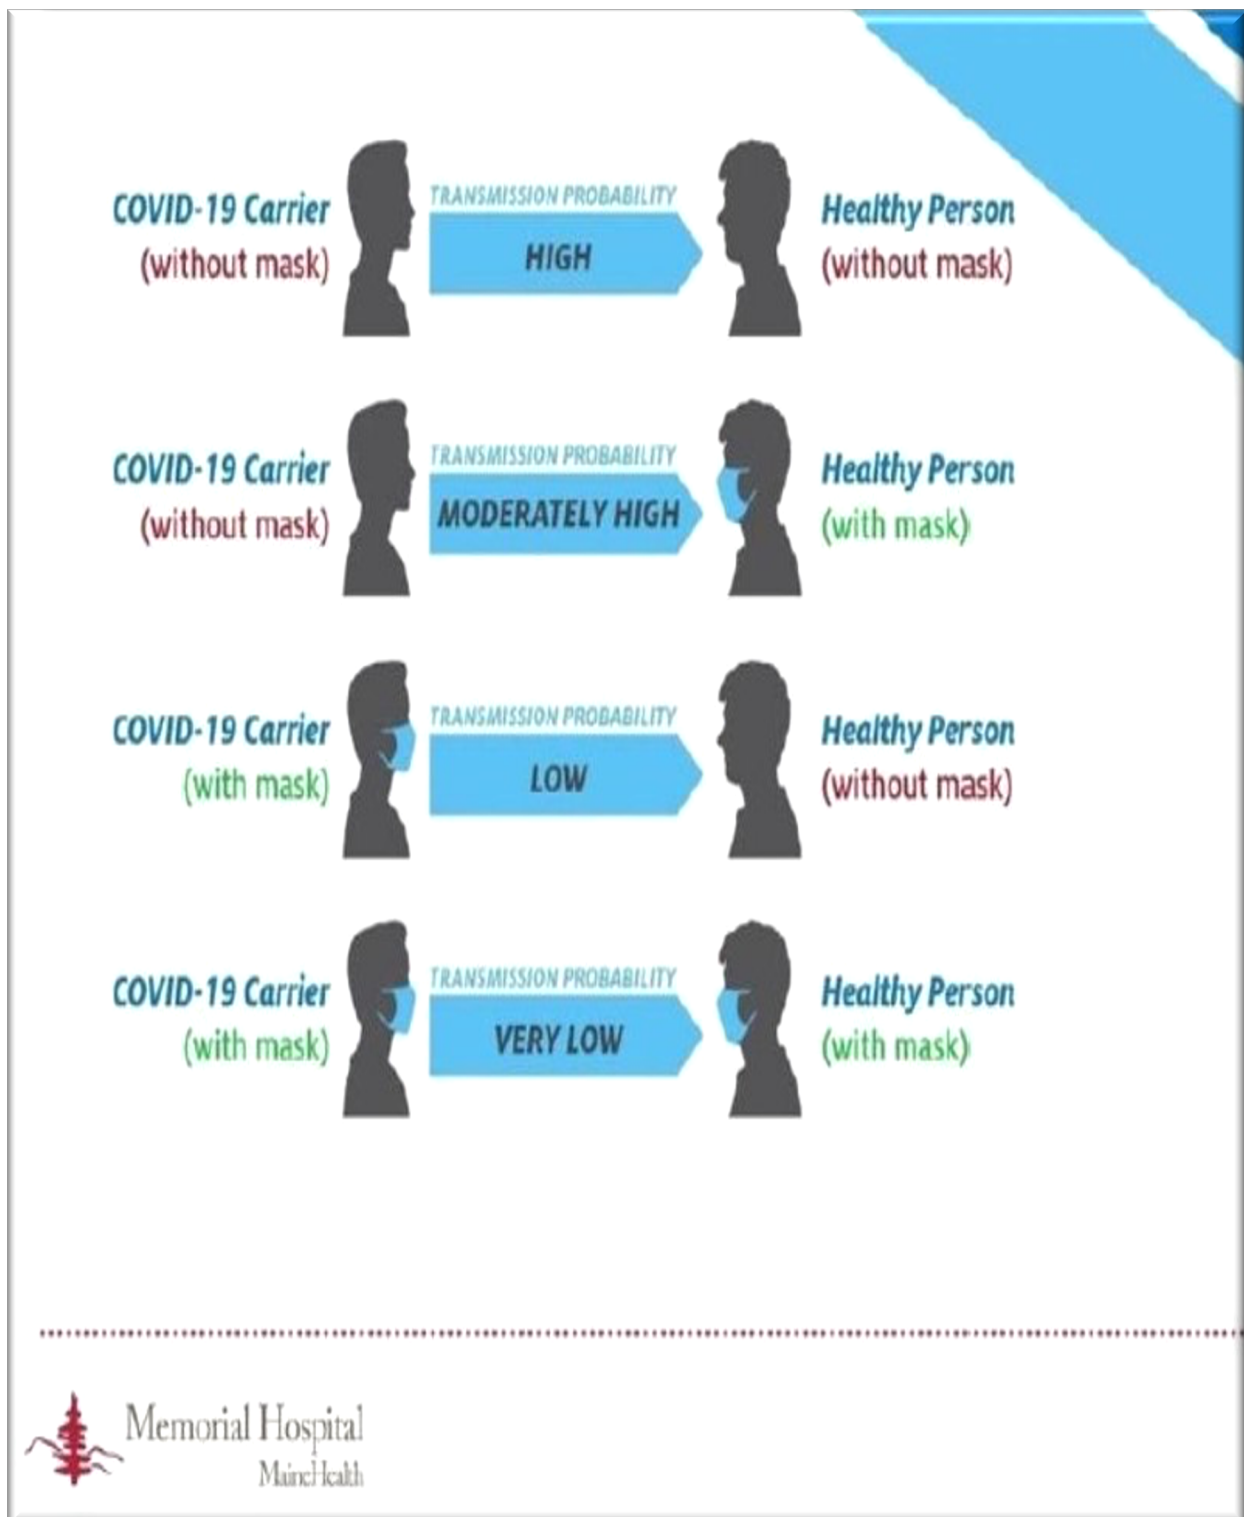 TRANSMISSION PROBABILITY
COVID-19 Carrier
(without mask)
HIGH
Healthy Person
(without mask)
TRANSMISSION PROBABILITY
COVID-19 Carrier
(without mask)
MODERATELY HIGH
Healthy Person
(with mask)
TRANSMISSION PROBABILITY
COVID-19 Carrier
(with mask)
LOW
Healthy Person
(without mask)
TRANSMISSION PROBABILITY
COVID-19 Carrier
(with mask)
VERY LOW
Healthy Person
(with mask)
Memorial Hospital
MaineHealth